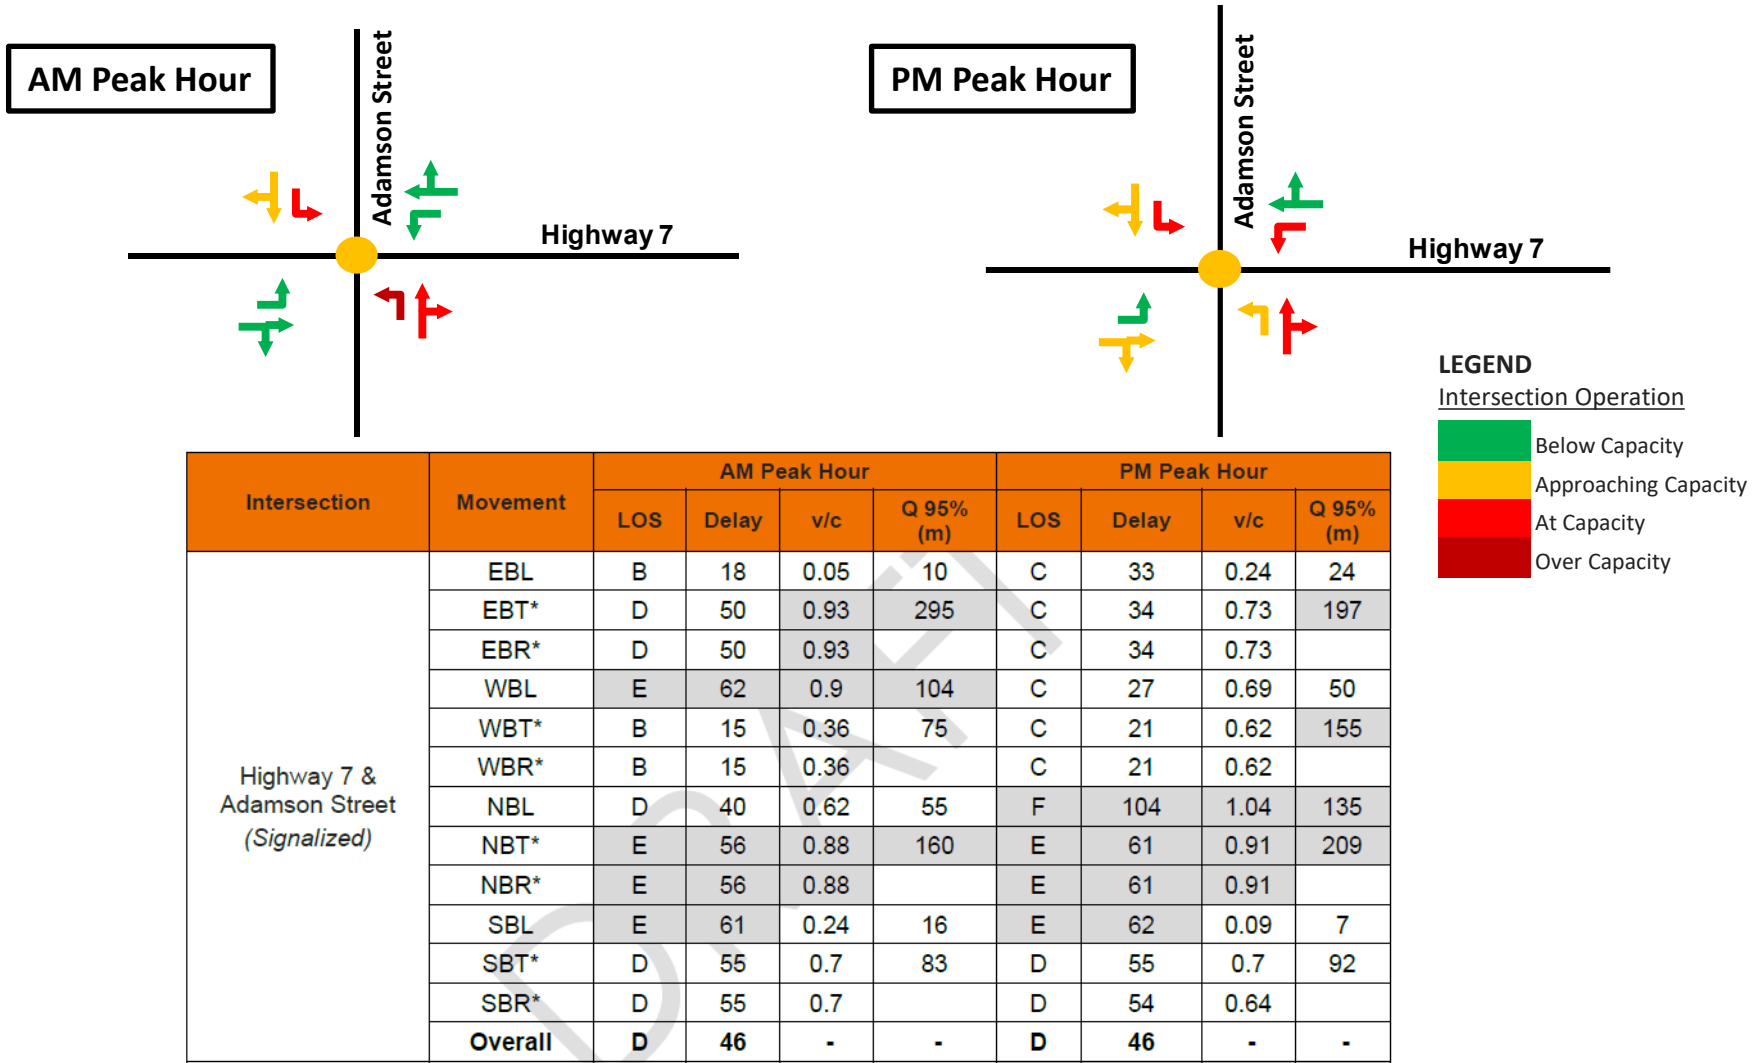 AM Peak Hour
Adamson Street
Highway 7
PM Peak Hour
Adamson Street
Highway 7
LEGEND
Intersection Operation
Below Capacity
Approaching Capacity
At Capacity
Over Capacity
Intersection Movement AM Peak Hour PM Peak Hour
LOS Delay v/c Q 95% (m) LOS Delay v/c Q 95% (m)
Highway 7 &
Adamson Street
(Signalized)
EBL B 18 0.05 10 C 33 0.24 24
EBT* D 50 0.93 295 C 34 0.73 197
EBR* D 50 0.93 C 34 0.73
WBL E 62 0.9 104 C 27 0.69 50
WBT* B 15 0.36 75 C 21 0.62 155
WBR* B 15 0.36 C 21 0.62
NBL D 40 0.62 55 F 104 1.04 135
NBT* E 56 0.88 160 E 61 0.91 209
NBR* E 56 0.88 E 61 0.91
SBL E 61 0.24 16 E 62 0.09 7
SBT* D 55 0.7 83 D 55 0.7 92
SBR* D 55 0.7 D 54 0.64
Overall D 46 - - D 46 - -
DRAFT